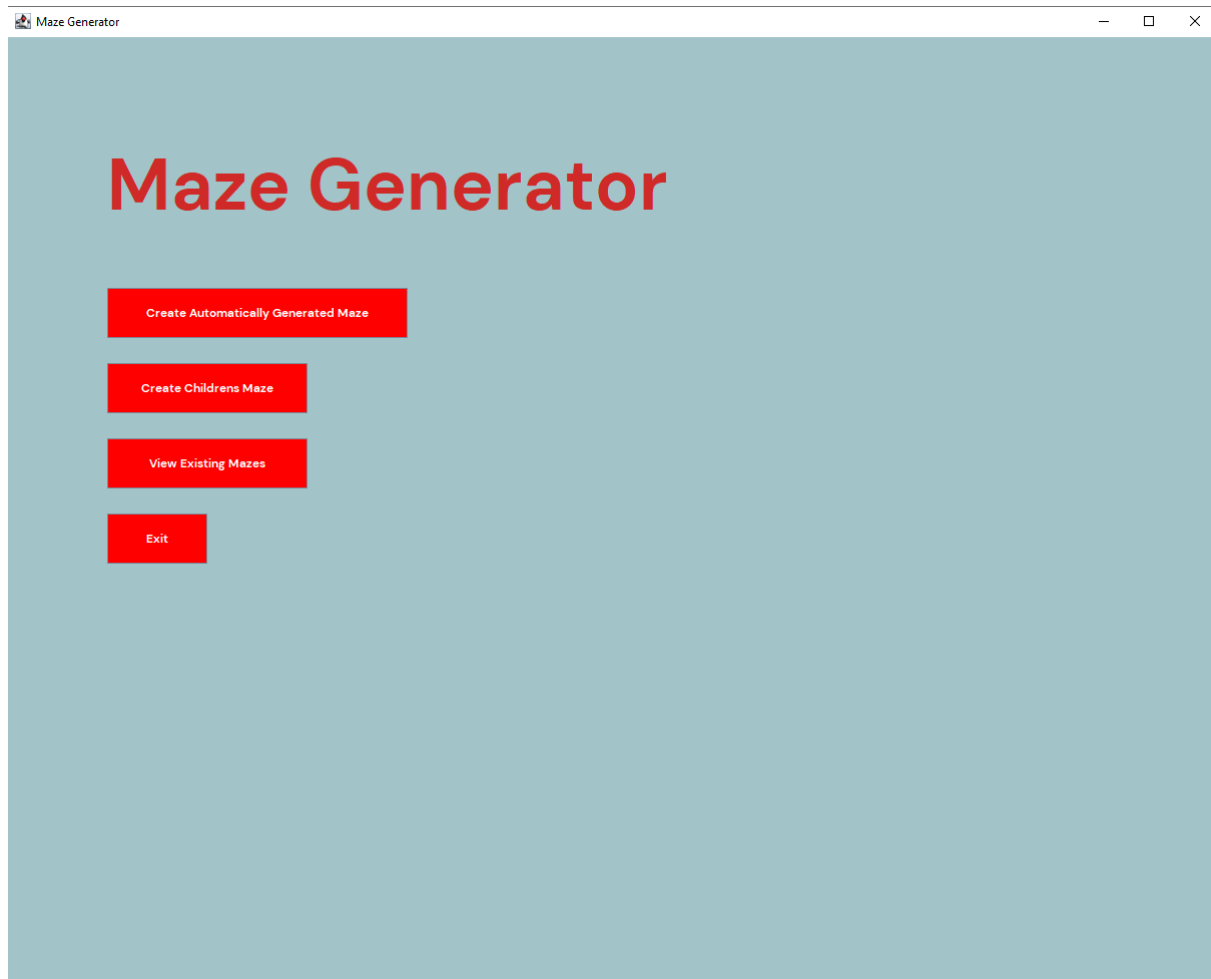 Maze Generator
Maze Generator
Create Automatically Generated Maze
Create Childrens Maze
View Existing Mazes
Exit